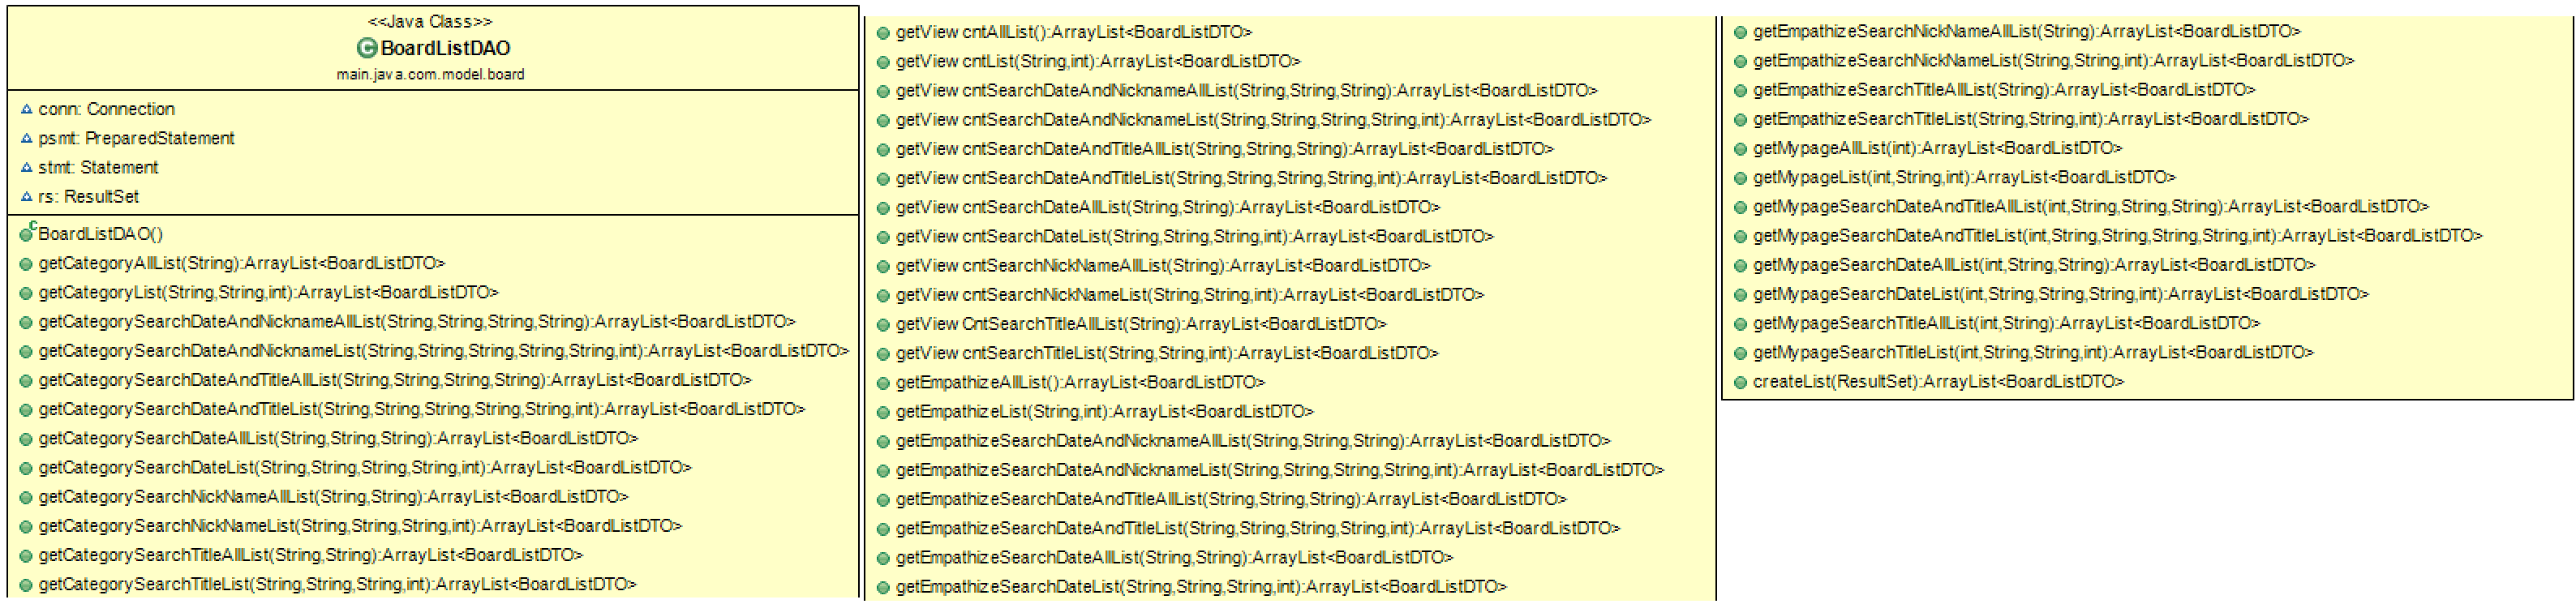 <<Java Class>>
BoardListDAO
main.java.com.model.board
conn: Connection
psmt: PreparedStatement
stmt: Statement
rs: ResultSet
BoardListDAO()
getCategoryAllList(String):ArrayList<BoardListDTO>
getCategoryList(String,String,int):ArrayList<BoardListDTO>
getCategorySearchDateAndNicknameAllList(String,String,String,String):ArrayList<BoardListDTO>
getCategorySearchDateAndNicknameList(String,String,String,String,String,int):ArrayList<BoardListDTO>
getCategorySearchDateAndTitleAllList(String,String,String,String):ArrayList<BoardListDTO>
getCategorySearchDateAndTitleList(String,String,String,String,String,int):ArrayList<BoardListDTO>
getCategorySearchDateAllList(String,String,String):ArrayList<BoardListDTO>
getCategorySearchDateList(String,String,String,String,int):ArrayList<BoardListDTO>
getCategorySearchNickNameAllList(String,String):ArrayList<BoardListDTO>
getCategorySearchNickNameList(String,String,String,int):ArrayList<BoardListDTO>
getCategorySearchTitleAllList(String,String):ArrayList<BoardListDTO>
getCategorySearchTitleList(String,String,String,int):ArrayList<BoardListDTO>
getView cntAllList():ArrayList<BoardListDTO>
getView cntList(String,int):ArrayList<BoardListDTO>
getView cntSearchDateAndNicknameAllList(String,String,String):ArrayList<BoardListDTO>
getView cntSearchDateAndNicknameList(String,String,String,String,int):ArrayList<BoardListDTO>
getView cntSearchDateAndTitleAllList(String,String,String):ArrayList<BoardListDTO>
getView cntSearchDateAndTitleList(String,String,String,String,int):ArrayList<BoardListDTO>
getView cntSearchDateAllList(String,String):ArrayList<BoardListDTO>
getView cntSearchDateList(String,String,String,int):ArrayList<BoardListDTO>
getView cntSearchNickNameAllList(String):ArrayList<BoardListDTO>
getView cntSearchNickNameList(String,String,int):ArrayList<BoardListDTO>
getView CntSearchTitleAllList(String):ArrayList<BoardListDTO>
getView cntSearchTitleList(String,String,int):ArrayList<BoardListDTO>
getEmpathizeAllList():ArrayList<BoardListDTO>
getEmpathizeList(String,int):ArrayList<BoardListDTO>
getEmpathizeSearchDateAndNicknameAllList(String,String,String):ArrayList<BoardListDTO>
getEmpathizeSearchDateAndNicknameList(String,String,String,String,int):ArrayList<BoardListDTO>
getEmpathizeSearchDateAndTitleAllList(String,String,String):ArrayList<BoardListDTO>
getEmpathizeSearchDateAndTitleList(String,String,String,String,int):ArrayList<BoardListDTO>
getEmpathizeSearchDateAllList(String,String):ArrayList<BoardListDTO>
getEmpathizeSearchDateList(String,String,String,int):ArrayList<BoardListDTO>
getEmpathizeSearchNickNameAllList(String):ArrayList<BoardListDTO>
getEmpathizeSearchNickNameList(String,String,int):ArrayList<BoardListDTO>
getEmpathizeSearchTitleAllList(String):ArrayList<BoardListDTO>
getEmpathizeSearchTitleList(String,String,int):ArrayList<BoardListDTO>
getMypageAllList(int):ArrayList<BoardListDTO>
getMypageList(int,String,int):ArrayList<BoardListDTO>
getMypageSearchDateAndTitleAllList(int,String,String,String):ArrayList<BoardListDTO>
getMypageSearchDateAndTitleList(int,String,String,String,String,int):ArrayList<BoardListDTO>
getMypageSearchDateAllList(int,String,String):ArrayList<BoardListDTO>
getMypageSearchDateList(int,String,String,String,int):ArrayList<BoardListDTO>
getMypageSearchTitleAllList(int,String):ArrayList<BoardListDTO>
getMypageSearchTitleList(int,String,String,int):ArrayList<BoardListDTO>
createList(ResultSet):ArrayList<BoardListDTO>